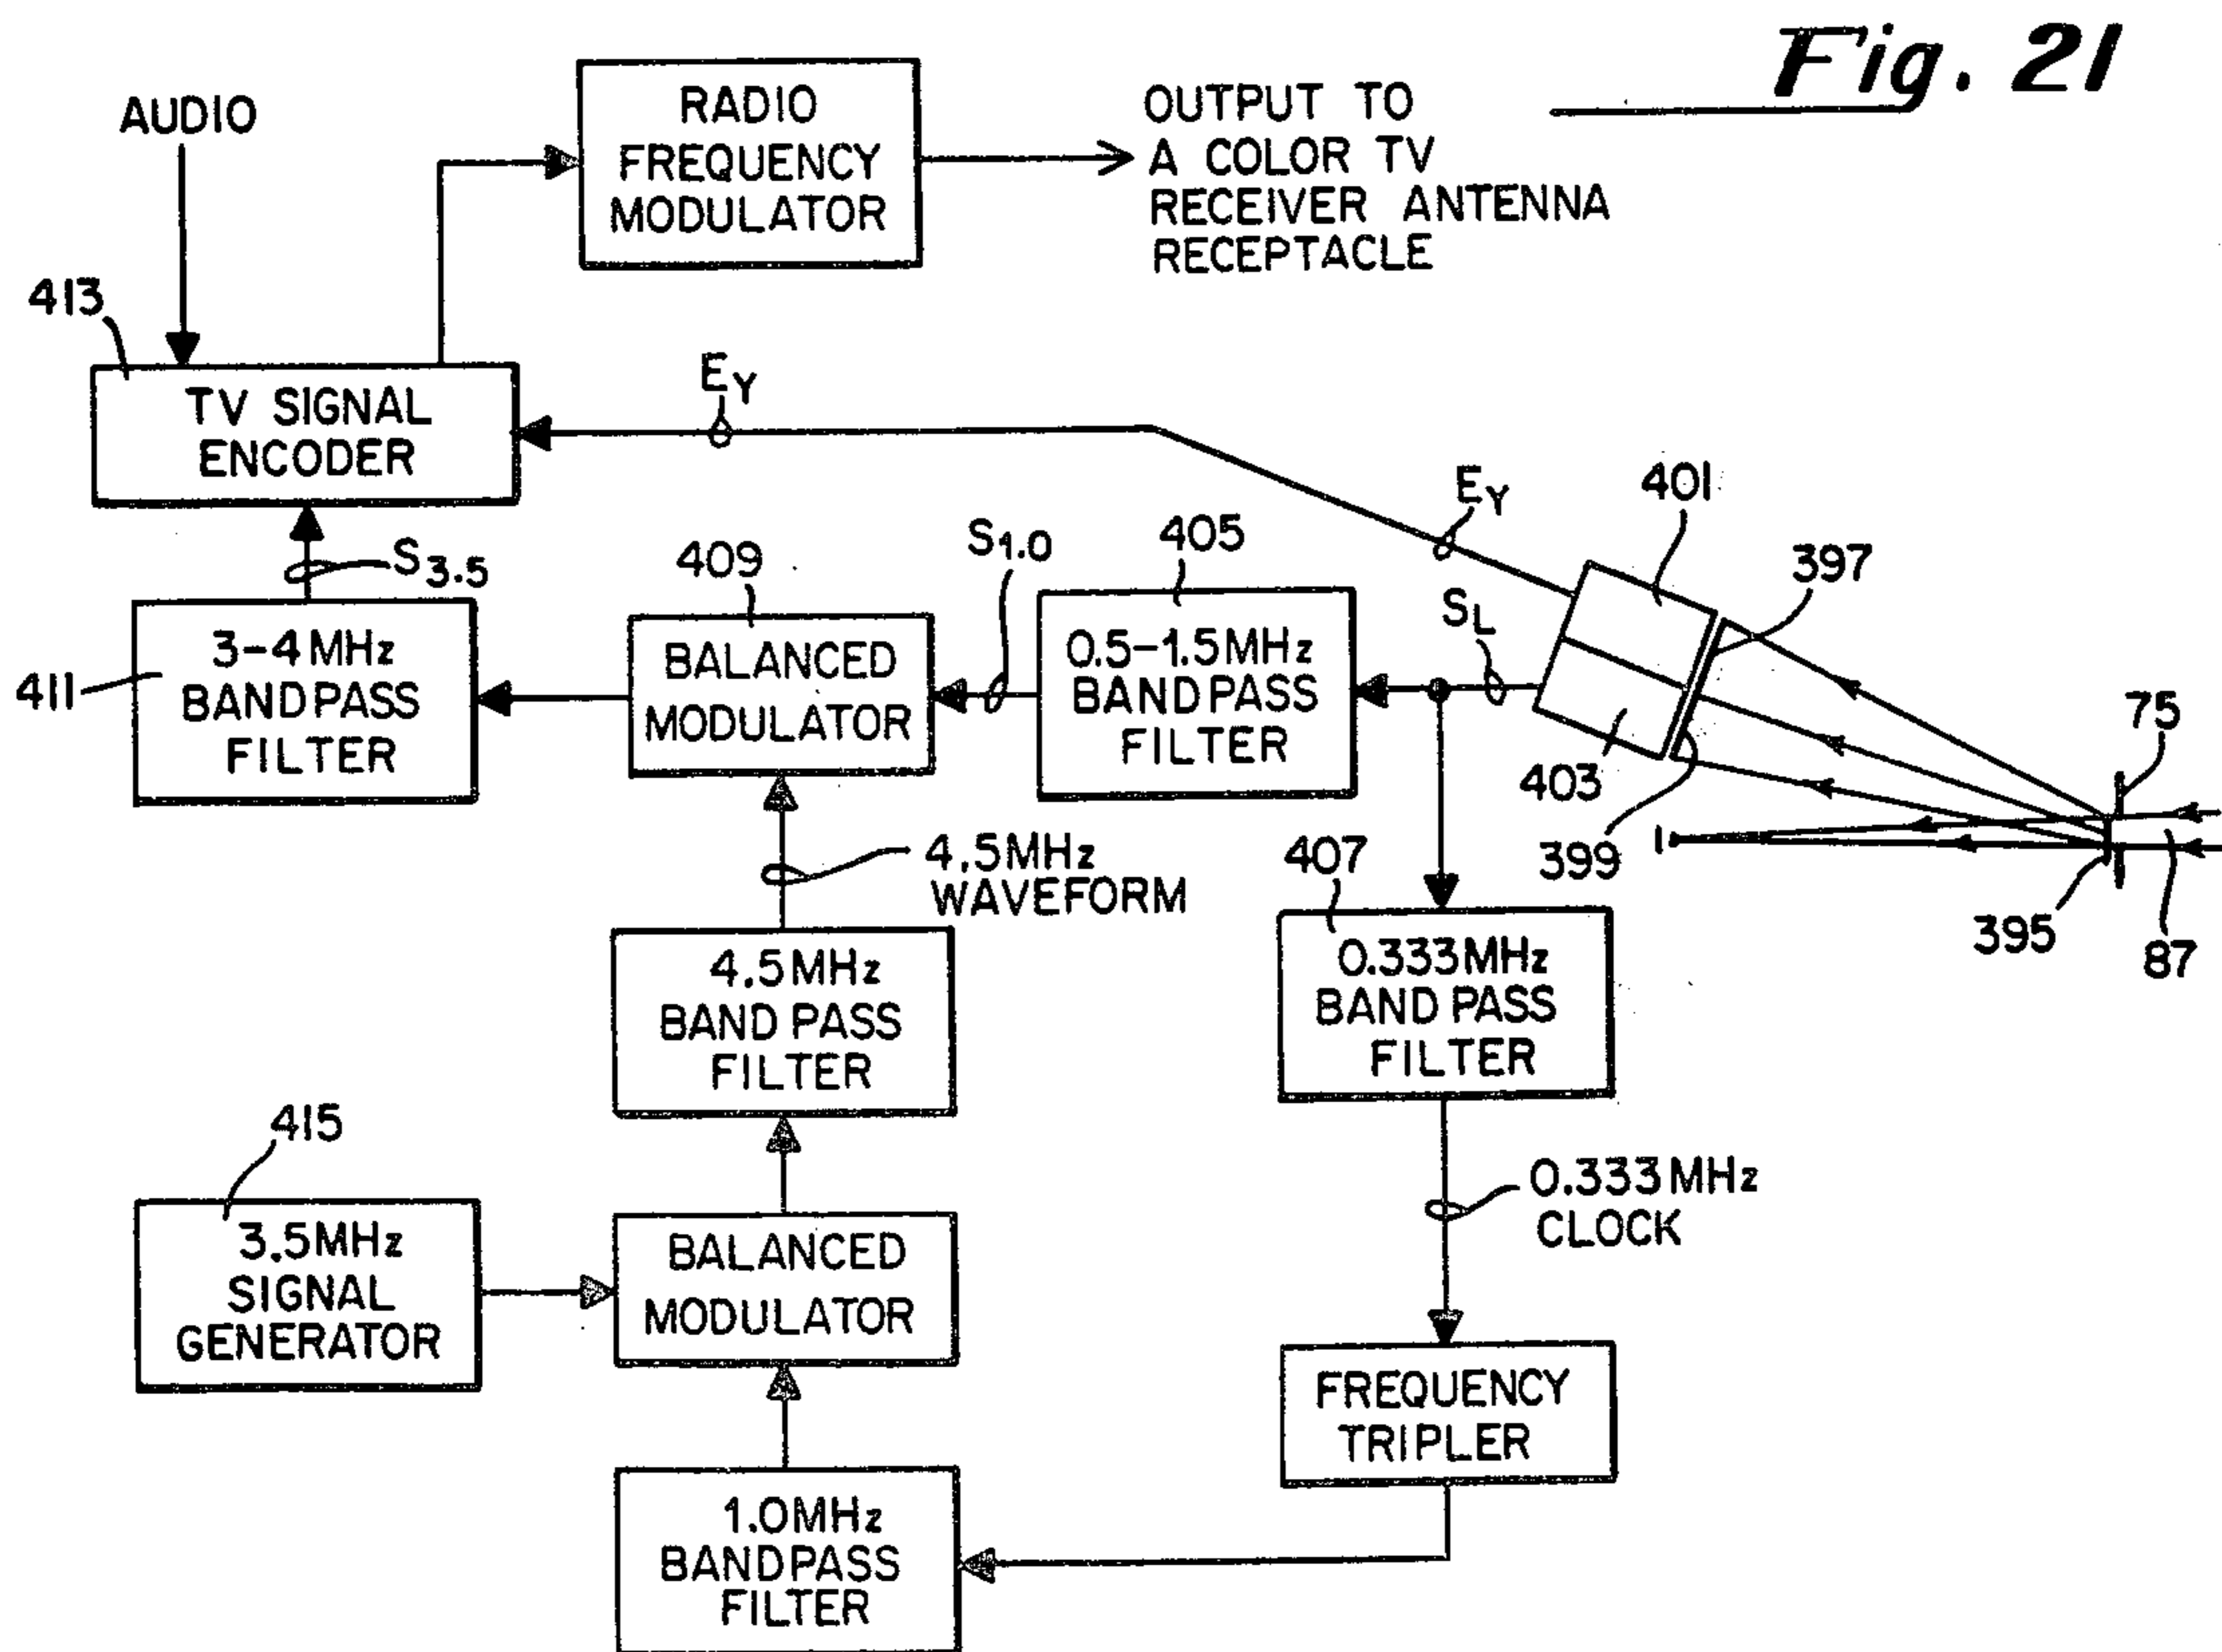 Fig. 21
AUDIO
RADIO
FREQUENCY
MODULATOR
OUTPUT TO
A COLOR TV
RECEIVER ANTENNA
RECEPTACLE
413
TV SIGNAL
ENCODER
EY
EY
401
397
S3.5
409
S1.0
405
SL
411
3-4 MHz
BAND PASS
FILTER
BALANCED
MODULATOR
0.5-1.5 MHz
BAND PASS
FILTER
403
399
75
I
395
87
4.5 MHz
WAVEFORM
407
0.333 MHz
BAND PASS
FILTER
4.5 MHz
BAND PASS
FILTER
0.333 MHz
CLOCK
415
3.5 MHz
SIGNAL
GENERATOR
BALANCED
MODULATOR
FREQUENCY
TRIPLER
1.0 MHz
BANDPASS
FILTER